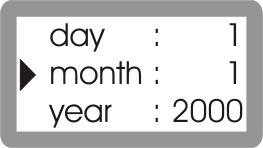 day : 1
month : 1
year : 2000